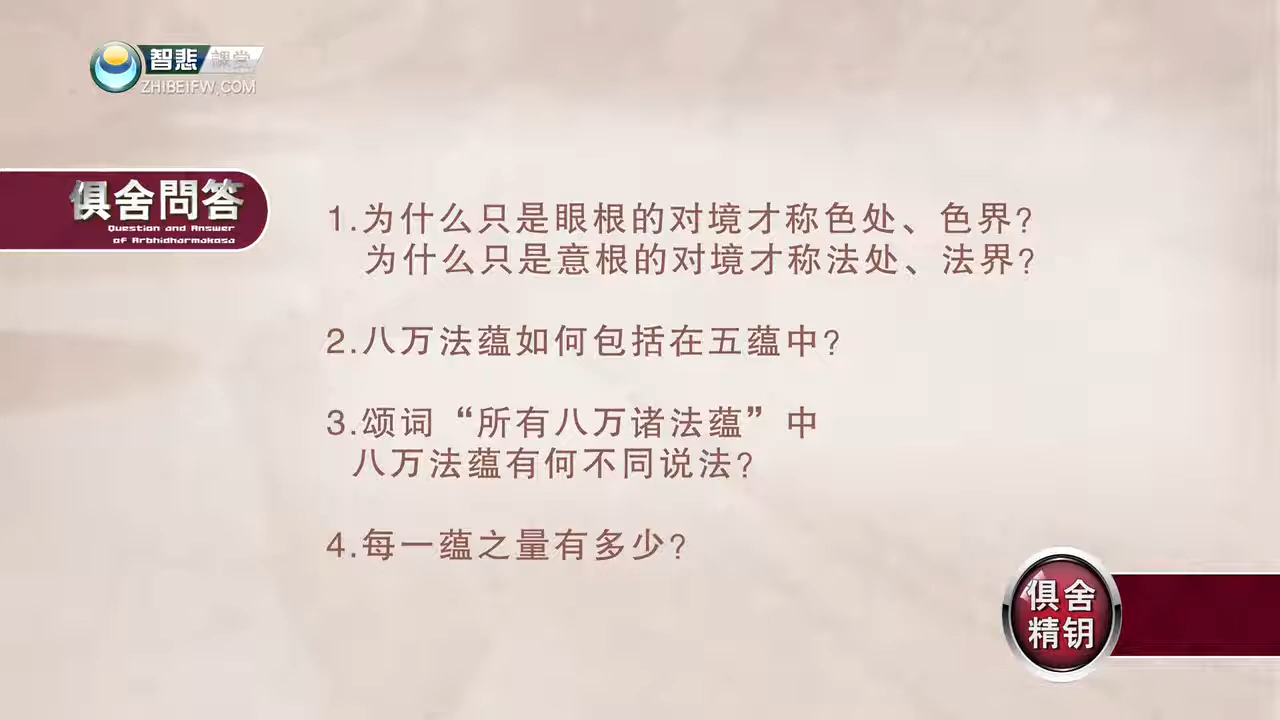 智悲課堂
ZHIBEIFW.COM
俱舍問答
Question and Answer
of Arbhidharmakosa
1.为什么只是眼根的对境才称色处、色界?
为什么只是意根的对境才称法处、法界?
2.八万法蕴如何包括在五蕴中?
3.颂词“所有八万诸法蕴”中
八万法蕴有何不同说法?
4.每一蕴之量有多少?
俱舍
精钥